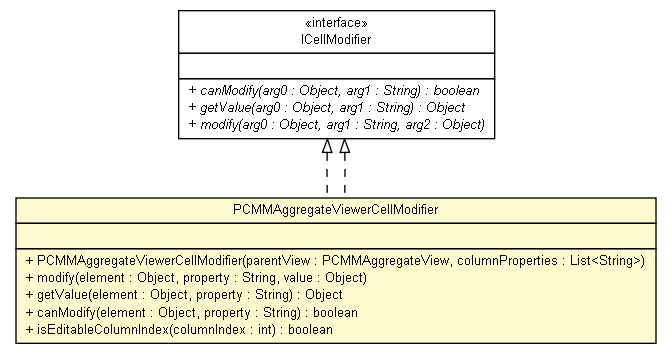 «interface»
ICellModifier
+ canModify(arg0 : Object, arg1 : String) : boolean
+ getValue(arg0 : Object, arg1 : String) : Object
+ modify(arg0 : Object, arg1 : String, arg2 : Object)
PCMMAggregateViewerCellModifier
+ PCMMAggregateViewerCellModifier(parentView : PCMMAggregateView, columnProperties : List<String>)
+ modify(element : Object, property : String, value : Object)
+ getValue(element : Object, property : String) : Object
+ canModify(element : Object, property : String) : boolean
+ isEditableColumnIndex(columnIndex : int) : boolean